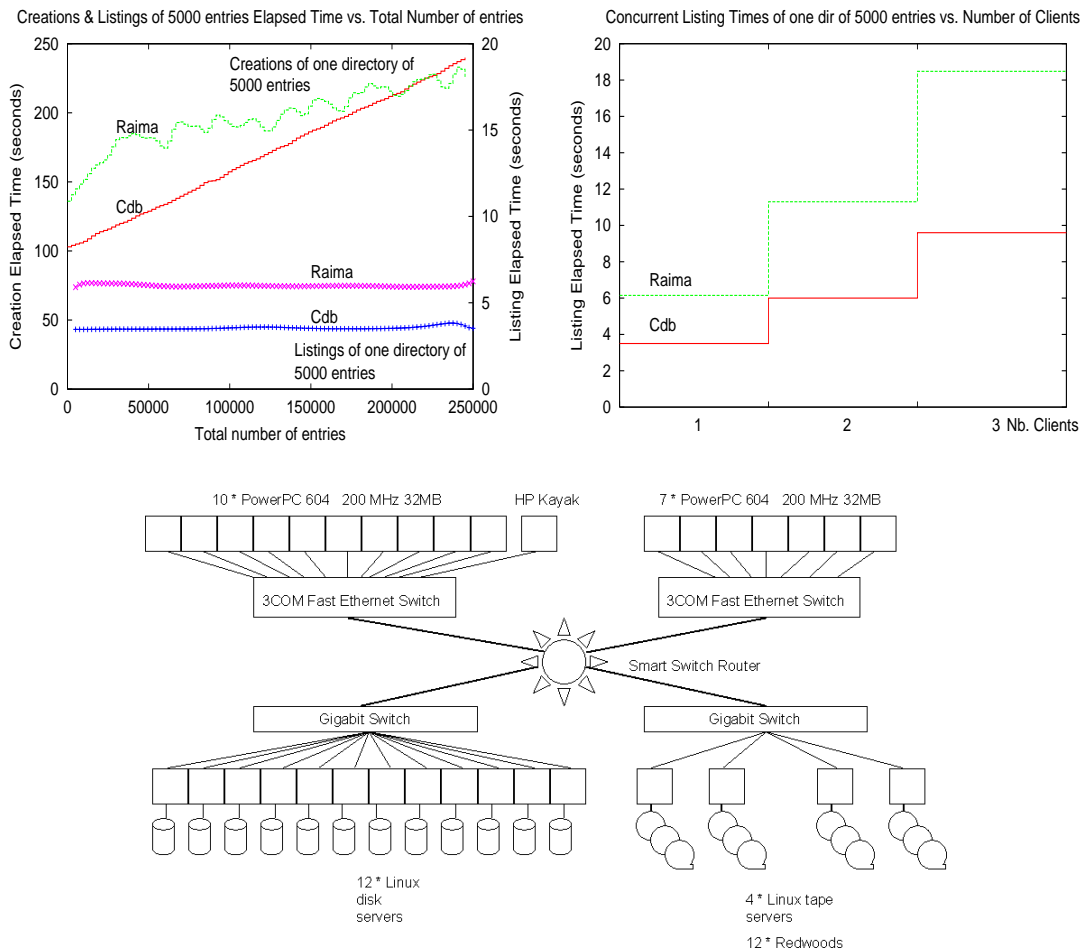 Creations & Listings of 5000 entries Elapsed Time vs. Total Number of entries
250
200
150
100
50
0
Creation Elapsed Time (seconds)
20
15
10
5
0
Listing Elapsed Time (seconds)
Creations of one directory of
5000 entries
Raima
Cdb
Raima
Cdb
Listings of one directory of
5000 entries
0 50000 100000 150000 200000 250000
Total number of entries
Concurrent Listing Times of one dir of 5000 entries vs. Number of Clients
20
18
16
14
12
10
8
6
4
2
0
Listing Elapsed Time (seconds)
Raima
Cdb
1 2 3 Nb. Clients
10 * PowerPC 604 200 MHz 32MB
HP Kayak
7 * PowerPC 604 200 MHz 32MB
3COM Fast Ethernet Switch
3COM Fast Ethernet Switch
Smart Switch Router
Gigabit Switch
Gigabit Switch
12 * Linux
disk
servers
4 * Linux tape
servers
12 * Redwoods